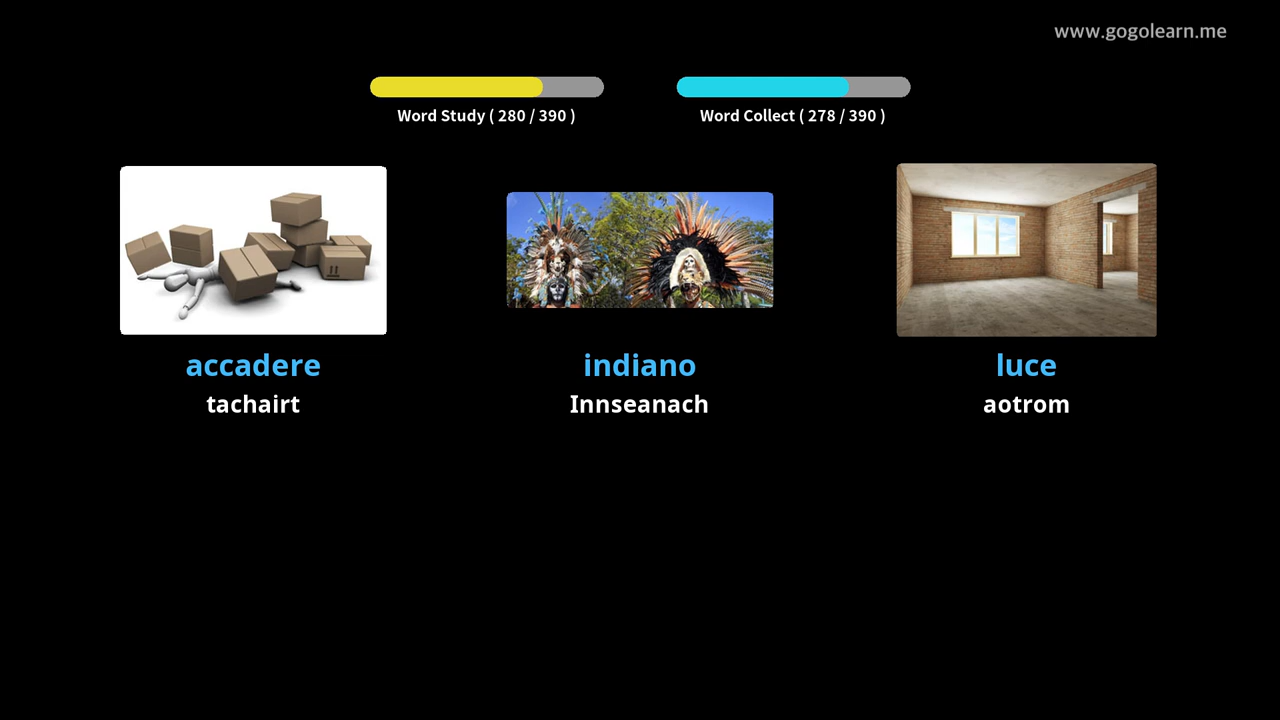 www.gogolearn.me
Word Study ( 280 / 390 )
Word Collect ( 278 / 390 )
accadere
indiano
luce
tachairt
Innseanach
aotrom